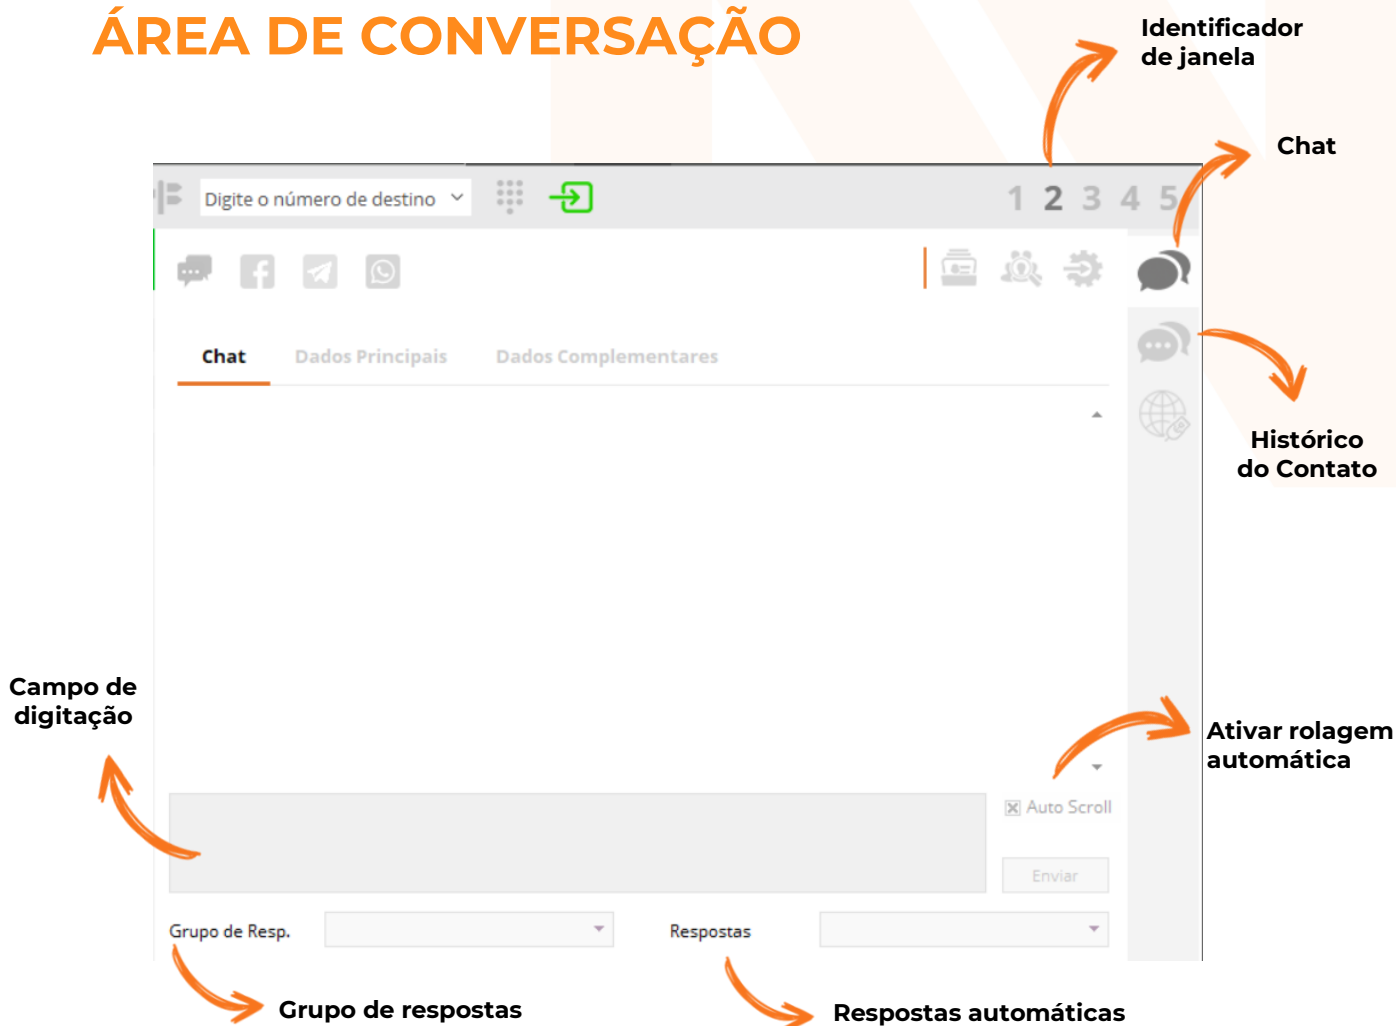 ÁREA DE CONVERSAÇÃO
Identificador
de janela
Chat
Digite o número de destino
1 2 3 4 5
Chat Dados Principais Dados Complementares
Histórico
do Contato
Campo de
digitação
Ativar rolagem
automática
Auto Scroll
Enviar
Grupo de Resp. Respostas
Grupo de respostas
Respostas automáticas